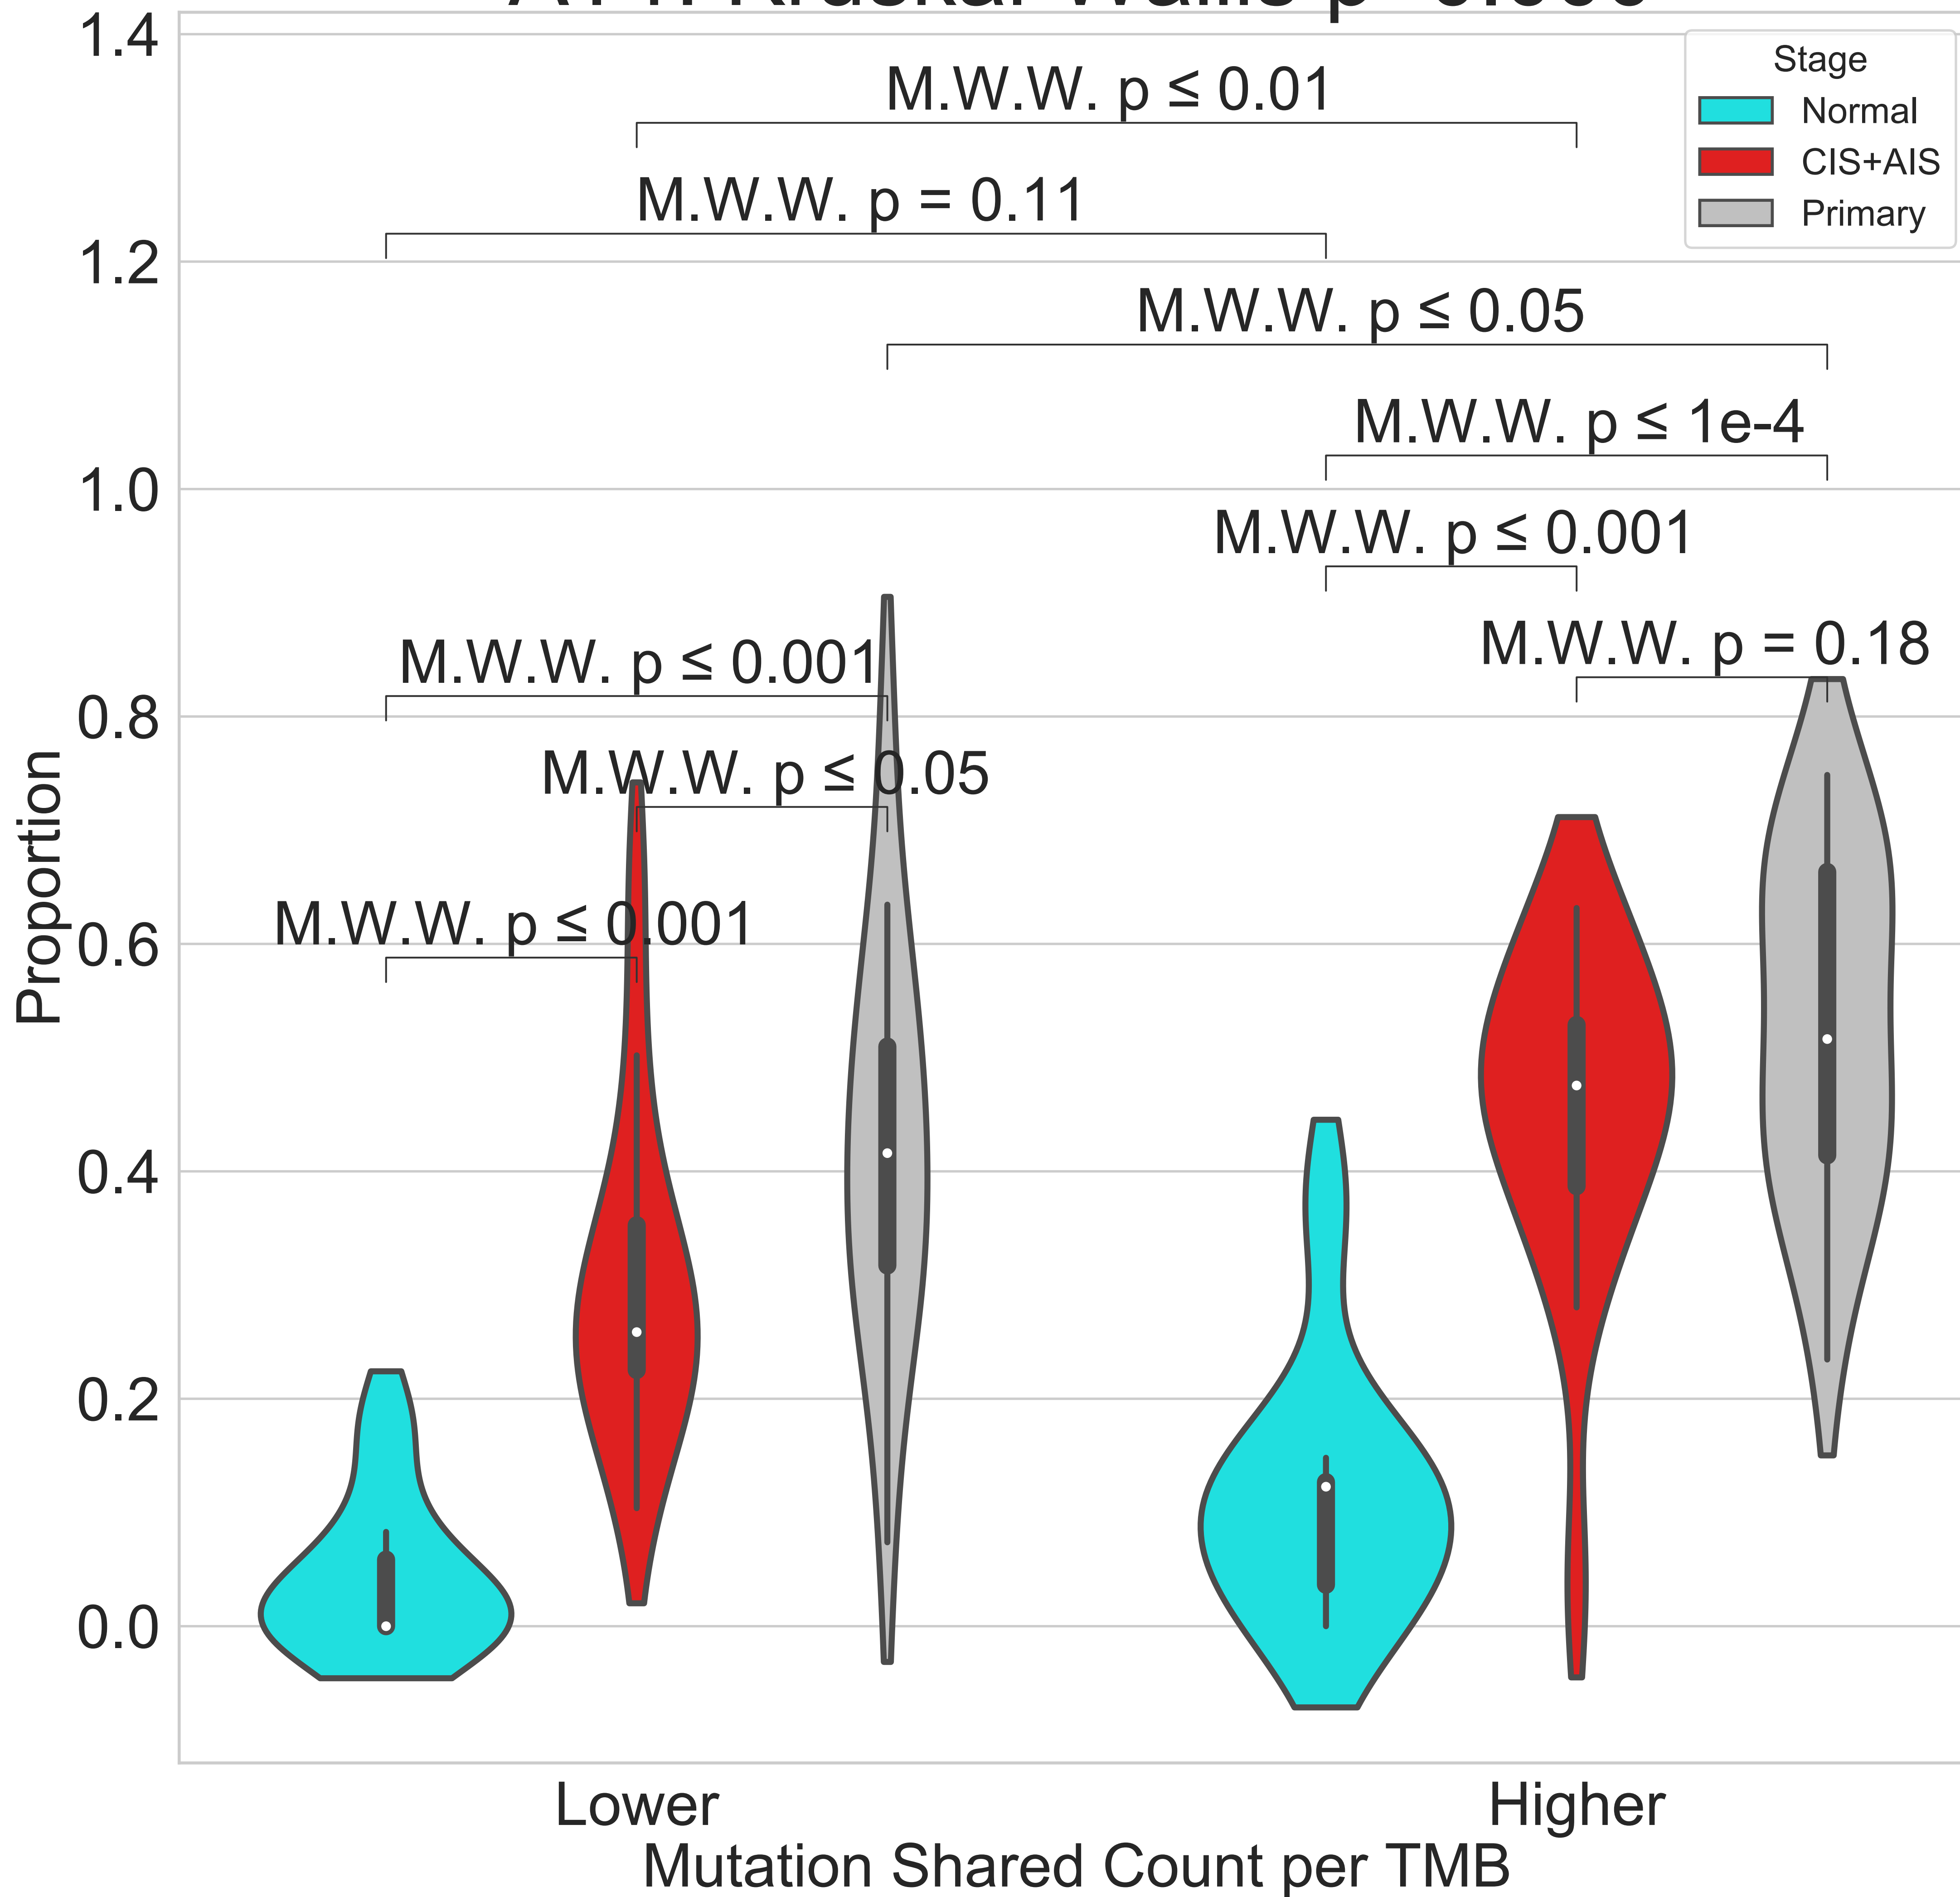 1.4
1.2
1.0
0.8
0.6
0.4
0.2
0.0
Proportion
M.W.W. p ≤ 0.01
M.W.W. p = 0.11
M.W.W. p ≤ 0.05
M.W.W. p ≤ 1e-4
M.W.W. p ≤ 0.001
M.W.W. p = 0.18
M.W.W. p ≤ 0.001
M.W.W. p ≤ 0.05
M.W.W. p ≤ 0.001
Stage
Normal
CIS+AIS
Primary
Lower
Higher
Mutation Shared Count per TMB